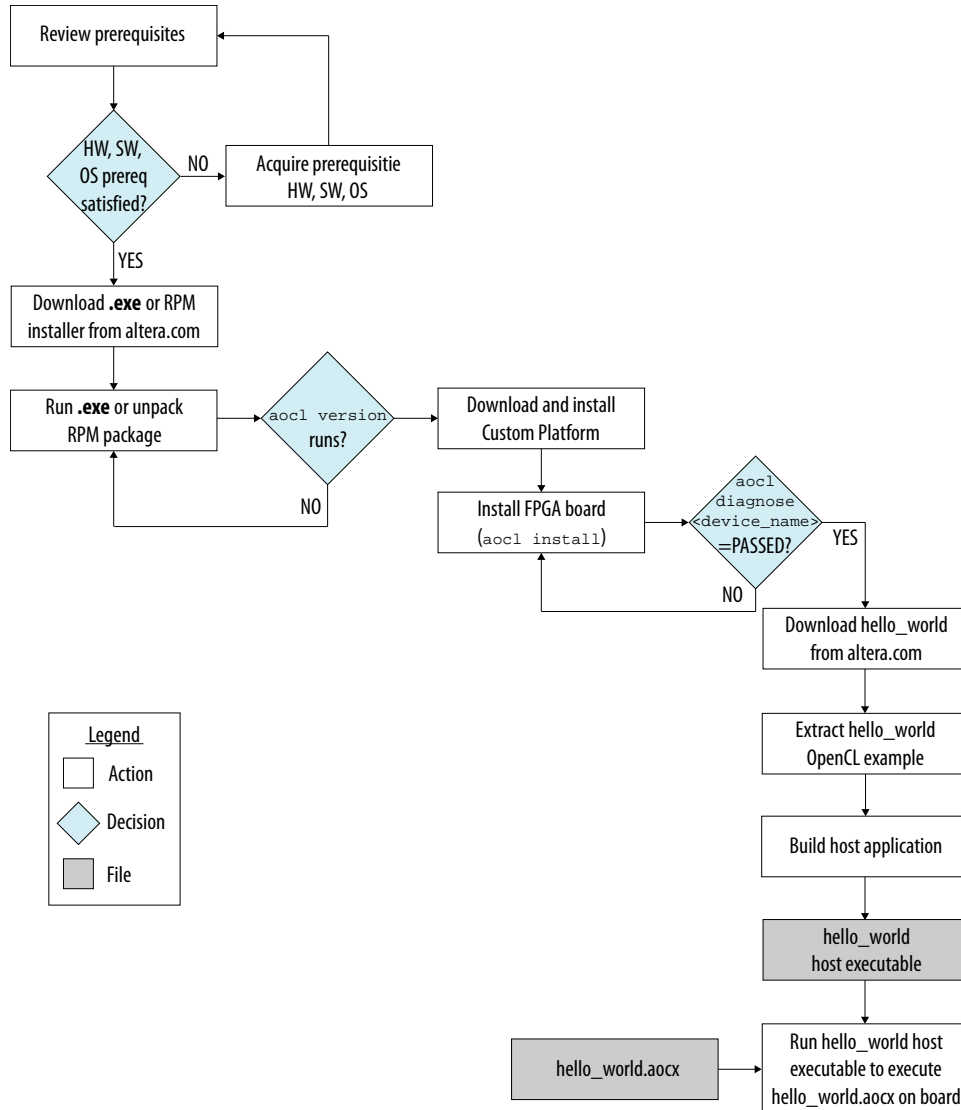 Review prerequisites
HW, SW,
OS prereq
satisfied?
NO
Acquire prerequisitie
HW, SW, OS
YES
Download .exe or RPM
installer from altera.com
Run .exe or unpack
RPM package
aocl version
runs?
NO
Download and install
Custom Platform
Install FPGA board
(aocl install)
aocl
diagnose
<device_name>
=PASSED?
YES
NO
Download hello_world
from altera.com
Extract hello_world
OpenCL example
Build host application
hello_world
host executable
hello_world.aocx
Run hello_world host
executable to execute
hello_world.aocx on board
Legend
Action
Decision
File